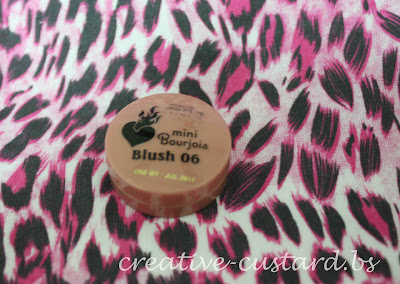 mini
Bourjois
Blush 06
USE BY JUL 2011
creative-custard.bs